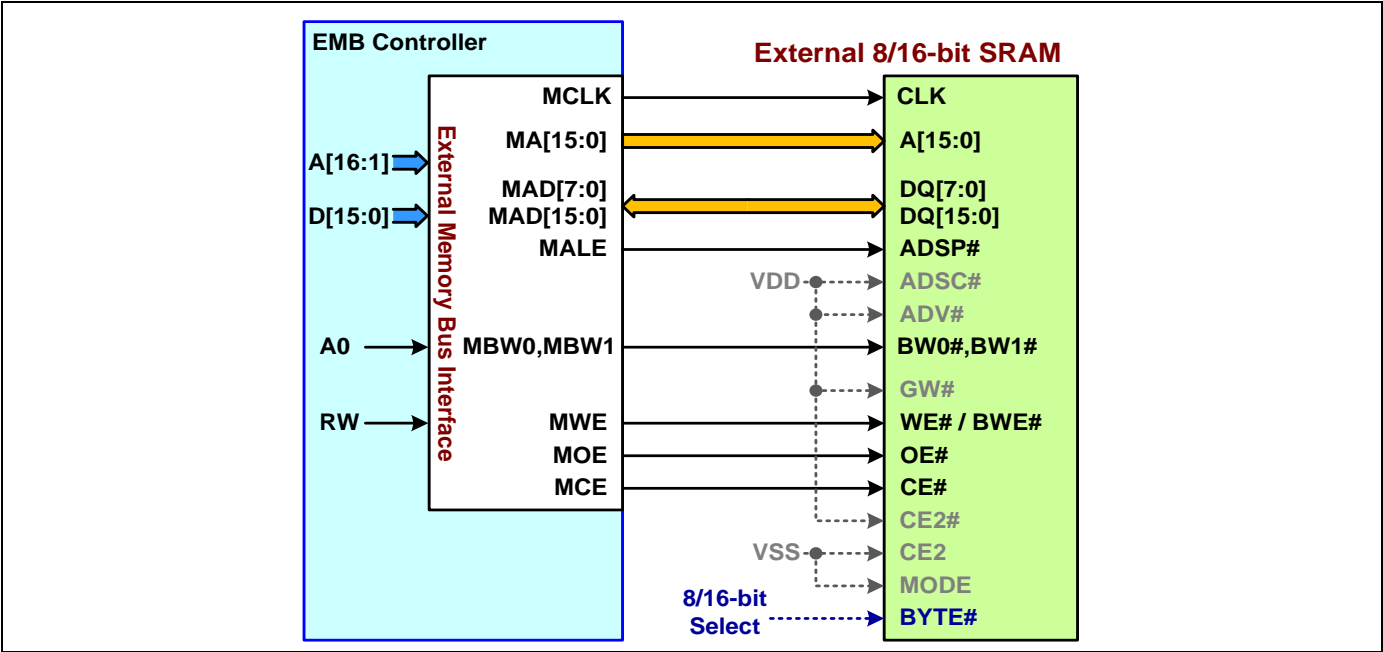 EMB Controller
External 8/16-bit SRAM
External Memory Bus Interface
MCLK
CLK
A[16:1]
MA[15:0]
A[15:0]
D[15:0]
MAD[7:0]
DQ[7:0]
MAD[15:0]
DQ[15:0]
MALE
ADSP#
VDD
ADSC#
ADV#
A0
MBW0,MBW1
BW0#,BW1#
GW#
RW
MWE
WE# / BWE#
MOE
OE#
MCE
CE#
CE2#
VSS
CE2
MODE
8/16-bit
Select
BYTE#